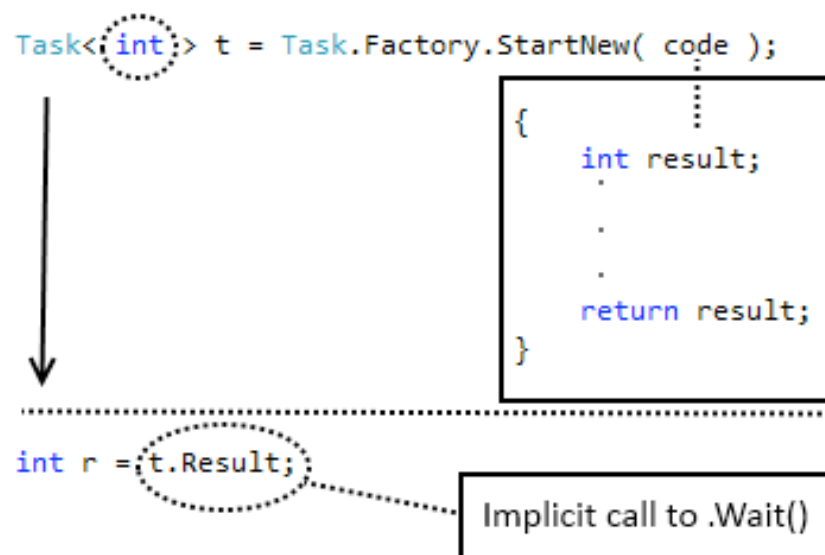 Task<int> t = Task.Factory.StartNew( code );
{
int result;
.
.
.
return result;
}
int r = t.Result;
Implicit call to .Wait()